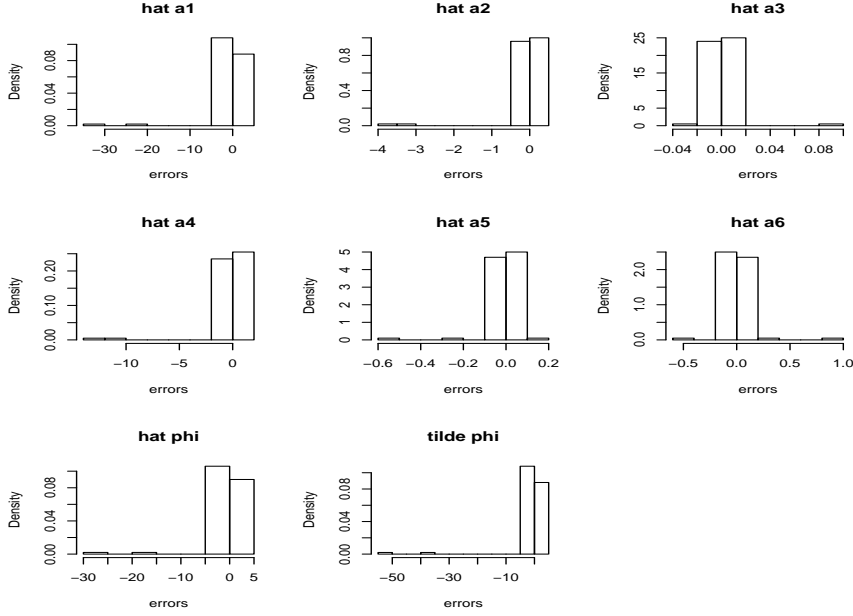 hat a1
hat a2
hat a3
Density
0.00 0.04 0.08
−30 −20 −10 0
errors
Density
0.0 0.4 0.8
−4 −3 −2 −1 0
errors
Density
0 5 15 25
−0.04 0.00 0.04 0.08
errors
hat a4
hat a5
hat a6
Density
0.00 0.10 0.20
−10 −5 0
errors
Density
0 1 2 3 4 5
−0.6 −0.4 −0.2 0.0 0.2
errors
Density
0.0 1.0 2.0
−0.5 0.0 0.5 1.0
errors
hat phi
tilde phi
Density
0.00 0.04 0.08
−30 −20 −10 0 5
errors
Density
0.00 0.04 0.08
−50 −30 −10
errors